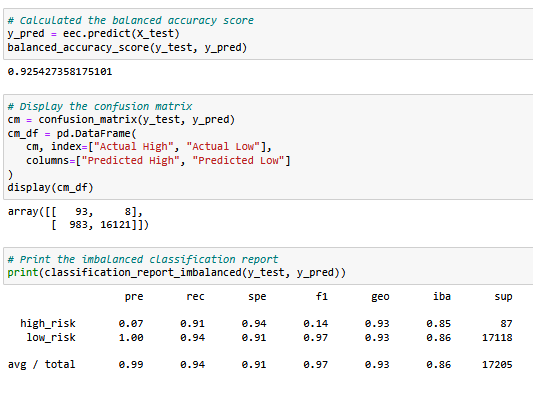 # Calculated the balanced accuracy score
y_pred = eec.predict(X_test)
balanced_accuracy_score(y_test, y_pred)
0.925427358175101
# Display the confusion matrix
cm = confusion_matrix(y_test, y_pred)
cm_df = pd.DataFrame(
    cm, index=["Actual High", "Actual Low"],
    columns=["Predicted High", "Predicted Low"]
)
display(cm_df)
array([[   93,     8],
       [  983, 16121]])
# Print the imbalanced classification report
print(classification_report_imbalanced(y_test, y_pred))
pre rec spe f1 geo iba sup
high_risk 0.07 0.91 0.94 0.14 0.93 0.85 87
low_risk 1.00 0.94 0.91 0.97 0.93 0.86 17118
avg / total 0.99 0.94 0.91 0.97 0.93 0.86 17205